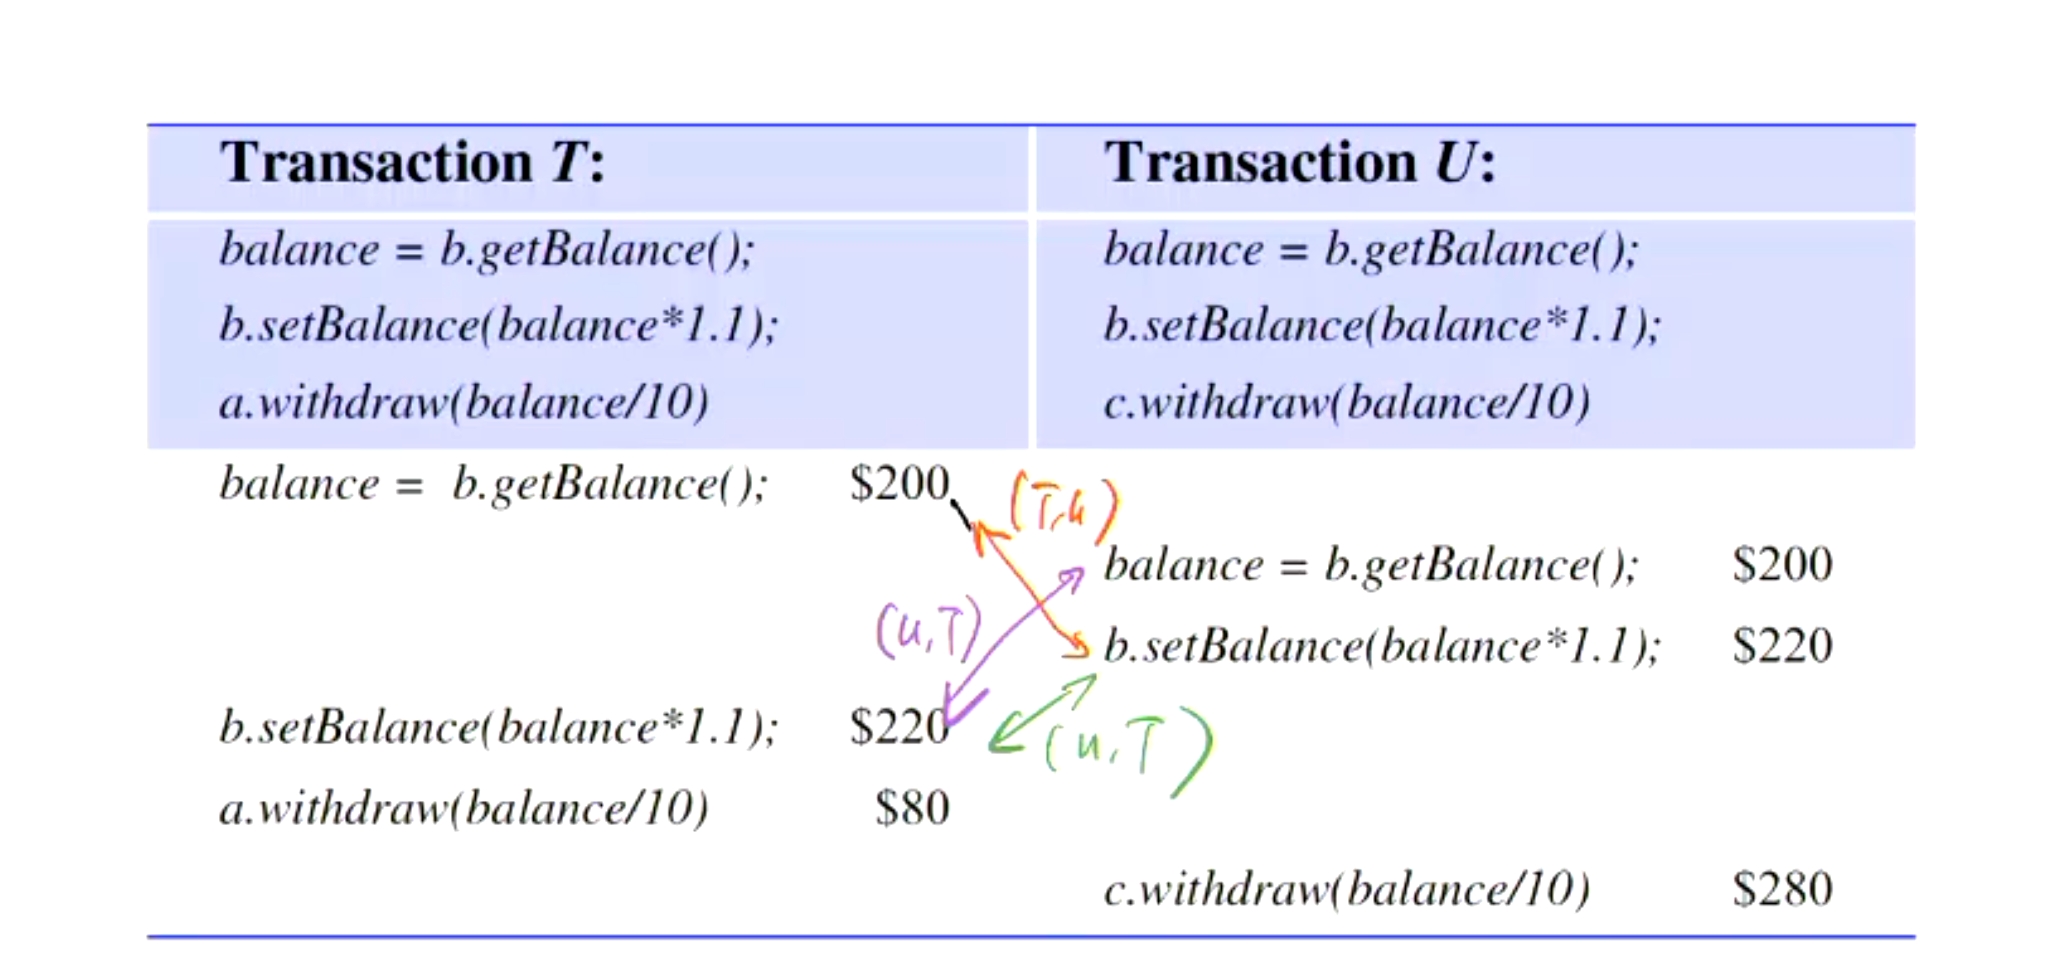 Transaction T: Transaction U:
balance = b.getBalance(); balance = b.getBalance();
b.setBalance(balance*1.1); b.setBalance(balance*1.1);
a.withdraw(balance/10) c.withdraw(balance/10)
balance = b.getBalance(); $200
(T,u)
balance = b.getBalance(); $200
(u,T)
b.setBalance(balance*1.1); $220
b.setBalance(balance*1.1); $220
(u,T)
a.withdraw(balance/10) $80
c.withdraw(balance/10) $280